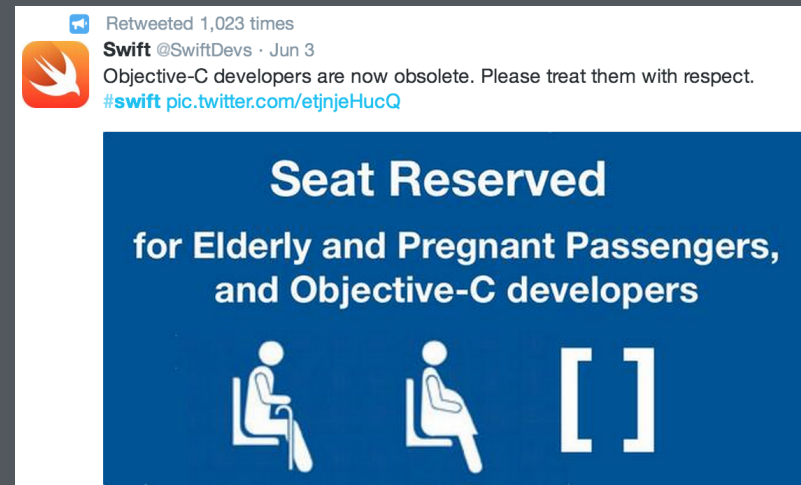 Retweeted 1,023 times
Swift @SwiftDevs · Jun 3
Objective-C developers are now obsolete. Please treat them with respect.
#swift pic.twitter.com/etjnjeHucQ
Seat Reserved
for Elderly and Pregnant Passengers,
and Objective-C developers
[ ]